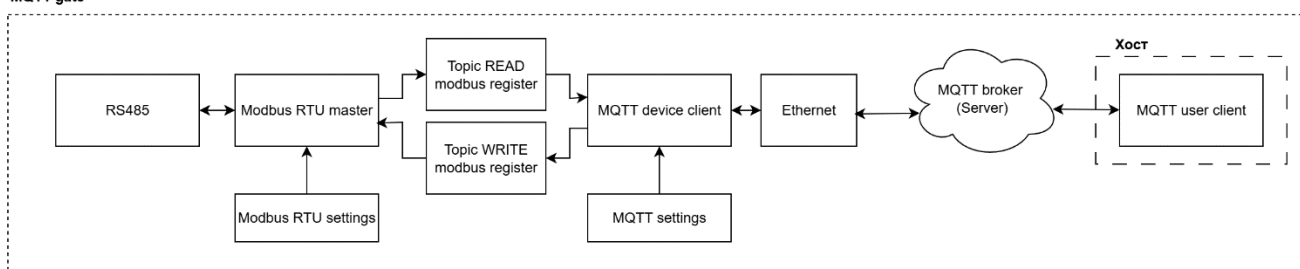 MQTT gate
Хост
RS485
Modbus RTU master
Topic READ
modbus register
Topic WRITE
modbus register
MQTT device client
Ethernet
MQTT broker
(Server)
MQTT user client
Modbus RTU settings
MQTT settings